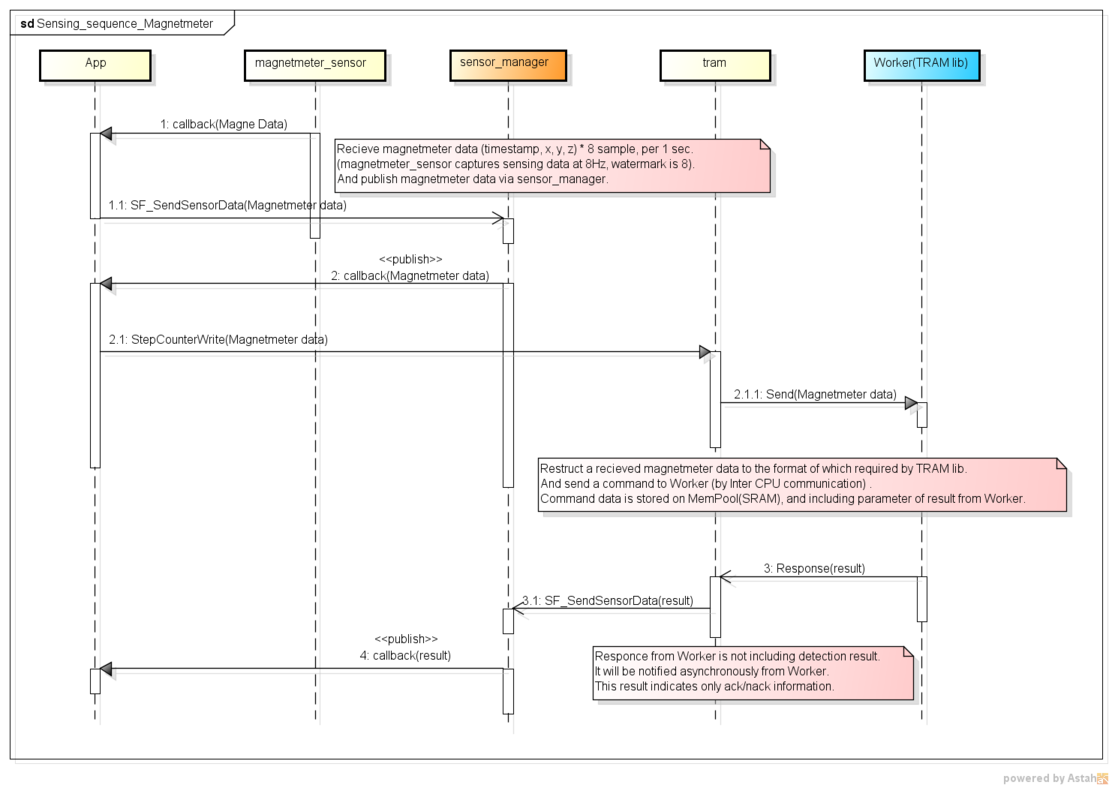 sd Sensing_sequence_Magnetmeter
App
magnetmeter_sensor
sensor_manager
tram
Worker(TRAM lib)
1: callback(Magne Data)
Recieve magnetmeter data (timestamp, x, y, z) * 8 sample, per 1 sec.
(magnetmeter_sensor captures sensing data at 8Hz, watermark is 8).
And publish magnetmeter data via sensor_manager.
1.1: SF_SendSensorData(Magnetmeter data)
<<publish>>
2: callback(Magnetmeter data)
2.1: StepCounterWrite(Magnetmeter data)
2.1.1: Send(Magnetmeter data)
Restruct a recieved magnetmeter data to the format of which required by TRAM lib.
And send a command to Worker (by Inter CPU communication) .
Command data is stored on MemPool(SRAM), and including parameter of result from Worker.
3: Response(result)
3.1: SF_SendSensorData(result)
<<publish>>
4: callback(result)
Responce from Worker is not including detection result.
It will be notified asynchronously from Worker.
This result indicates only ack/nack information.
powered by Astah